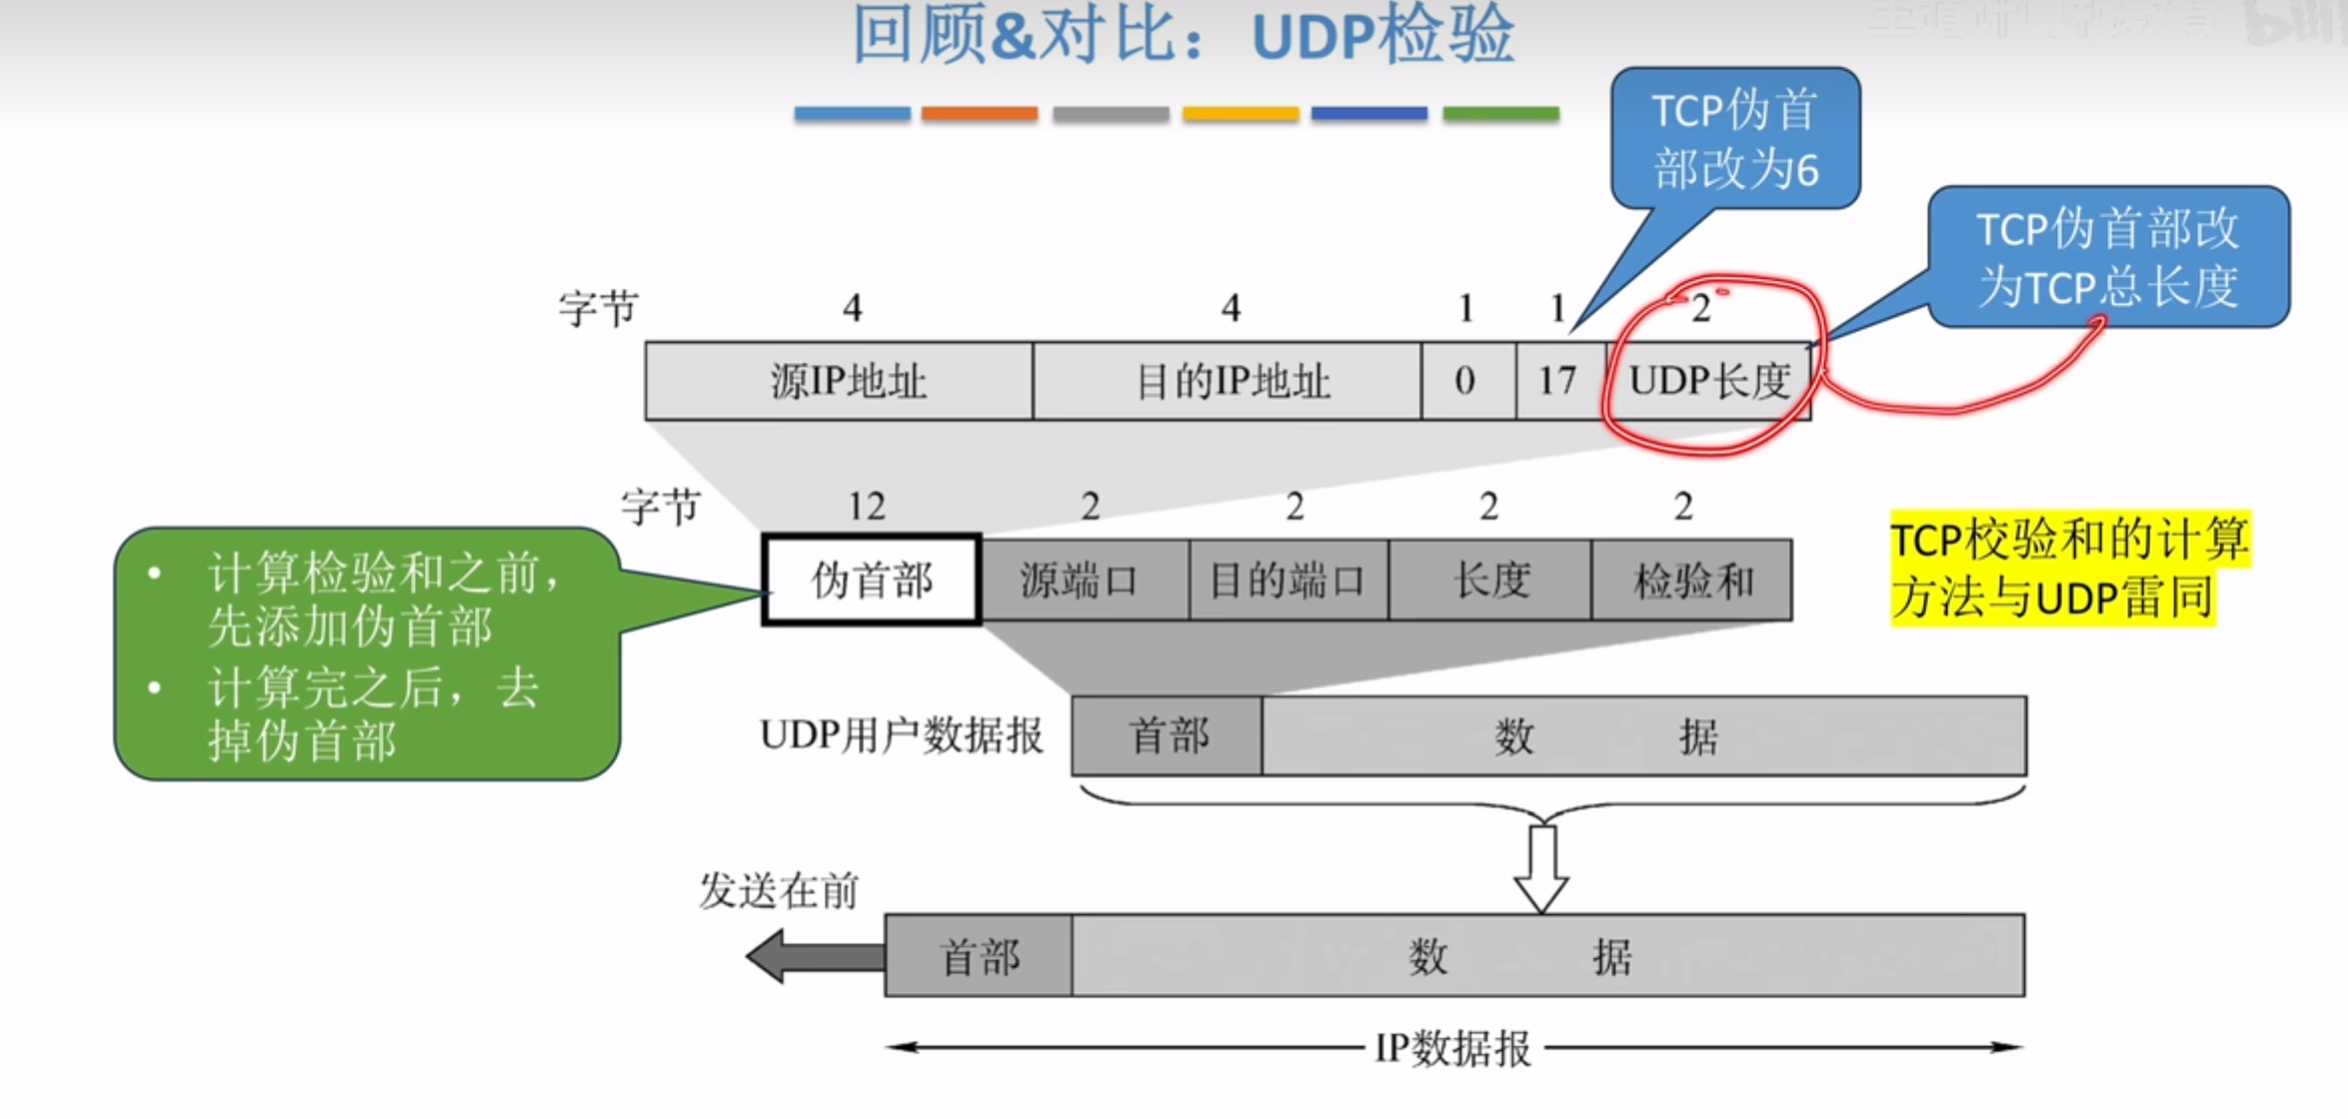 回顾&对比：UDP检验
TCP伪首
部改为6
TCP伪首部改
为TCP总长度
字节 4 4 1 1 2
源IP地址 目的IP地址 0 17 UDP长度
字节 12 2 2 2 2
伪首部 源端口 目的端口 长度 检验和
• 计算检验和之前，
先添加伪首部
• 计算完之后，去
掉伪首部
TCP校验和的计算
方法与UDP雷同
UDP用户数据报 首部 数 据
发送在前
首部 数 据
IP数据报